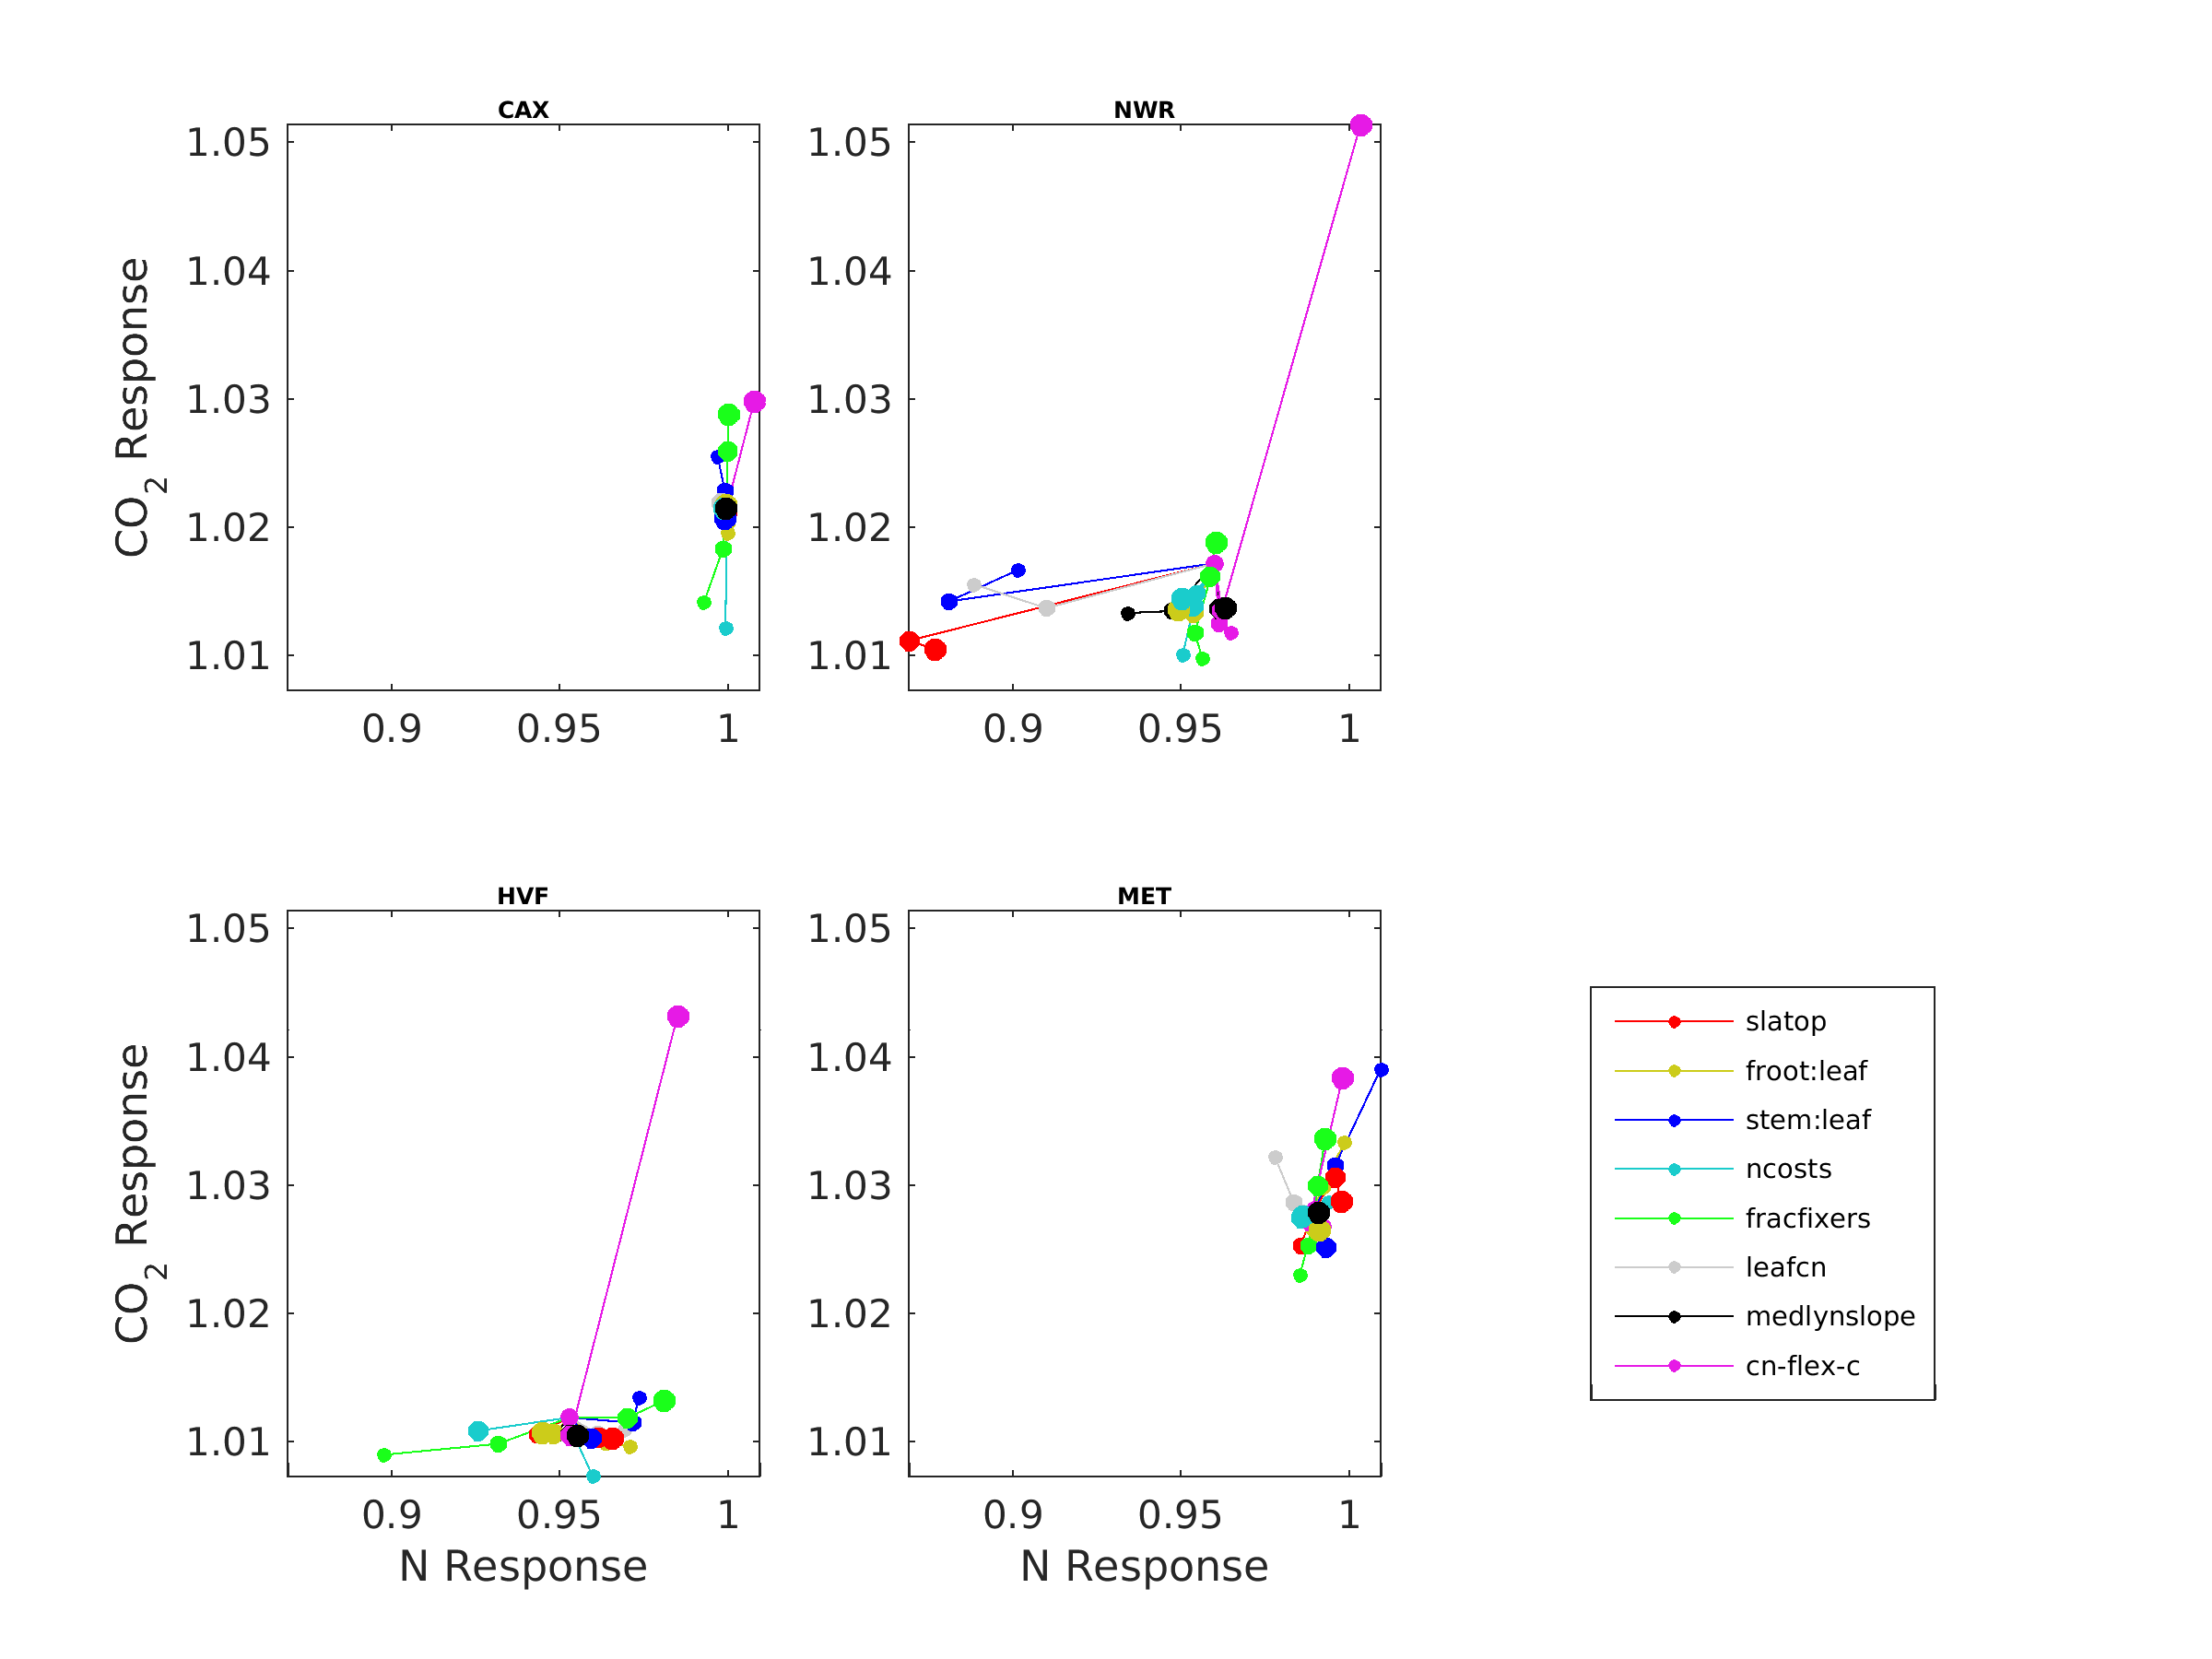 CAX
NWR
1.05
1.04
1.03
1.02
1.01
CO2 Response
0.9 0.95 1
1.05
1.04
1.03
1.02
1.01
0.9 0.95 1
HVF
MET
1.05
1.04
1.03
1.02
1.01
CO2 Response
0.9 0.95 1
N Response
1.05
1.04
1.03
1.02
1.01
0.9 0.95 1
N Response
slatop
froot:leaf
stem:leaf
ncosts
fracfixers
leafcn
medlynslope
cn-flex-c